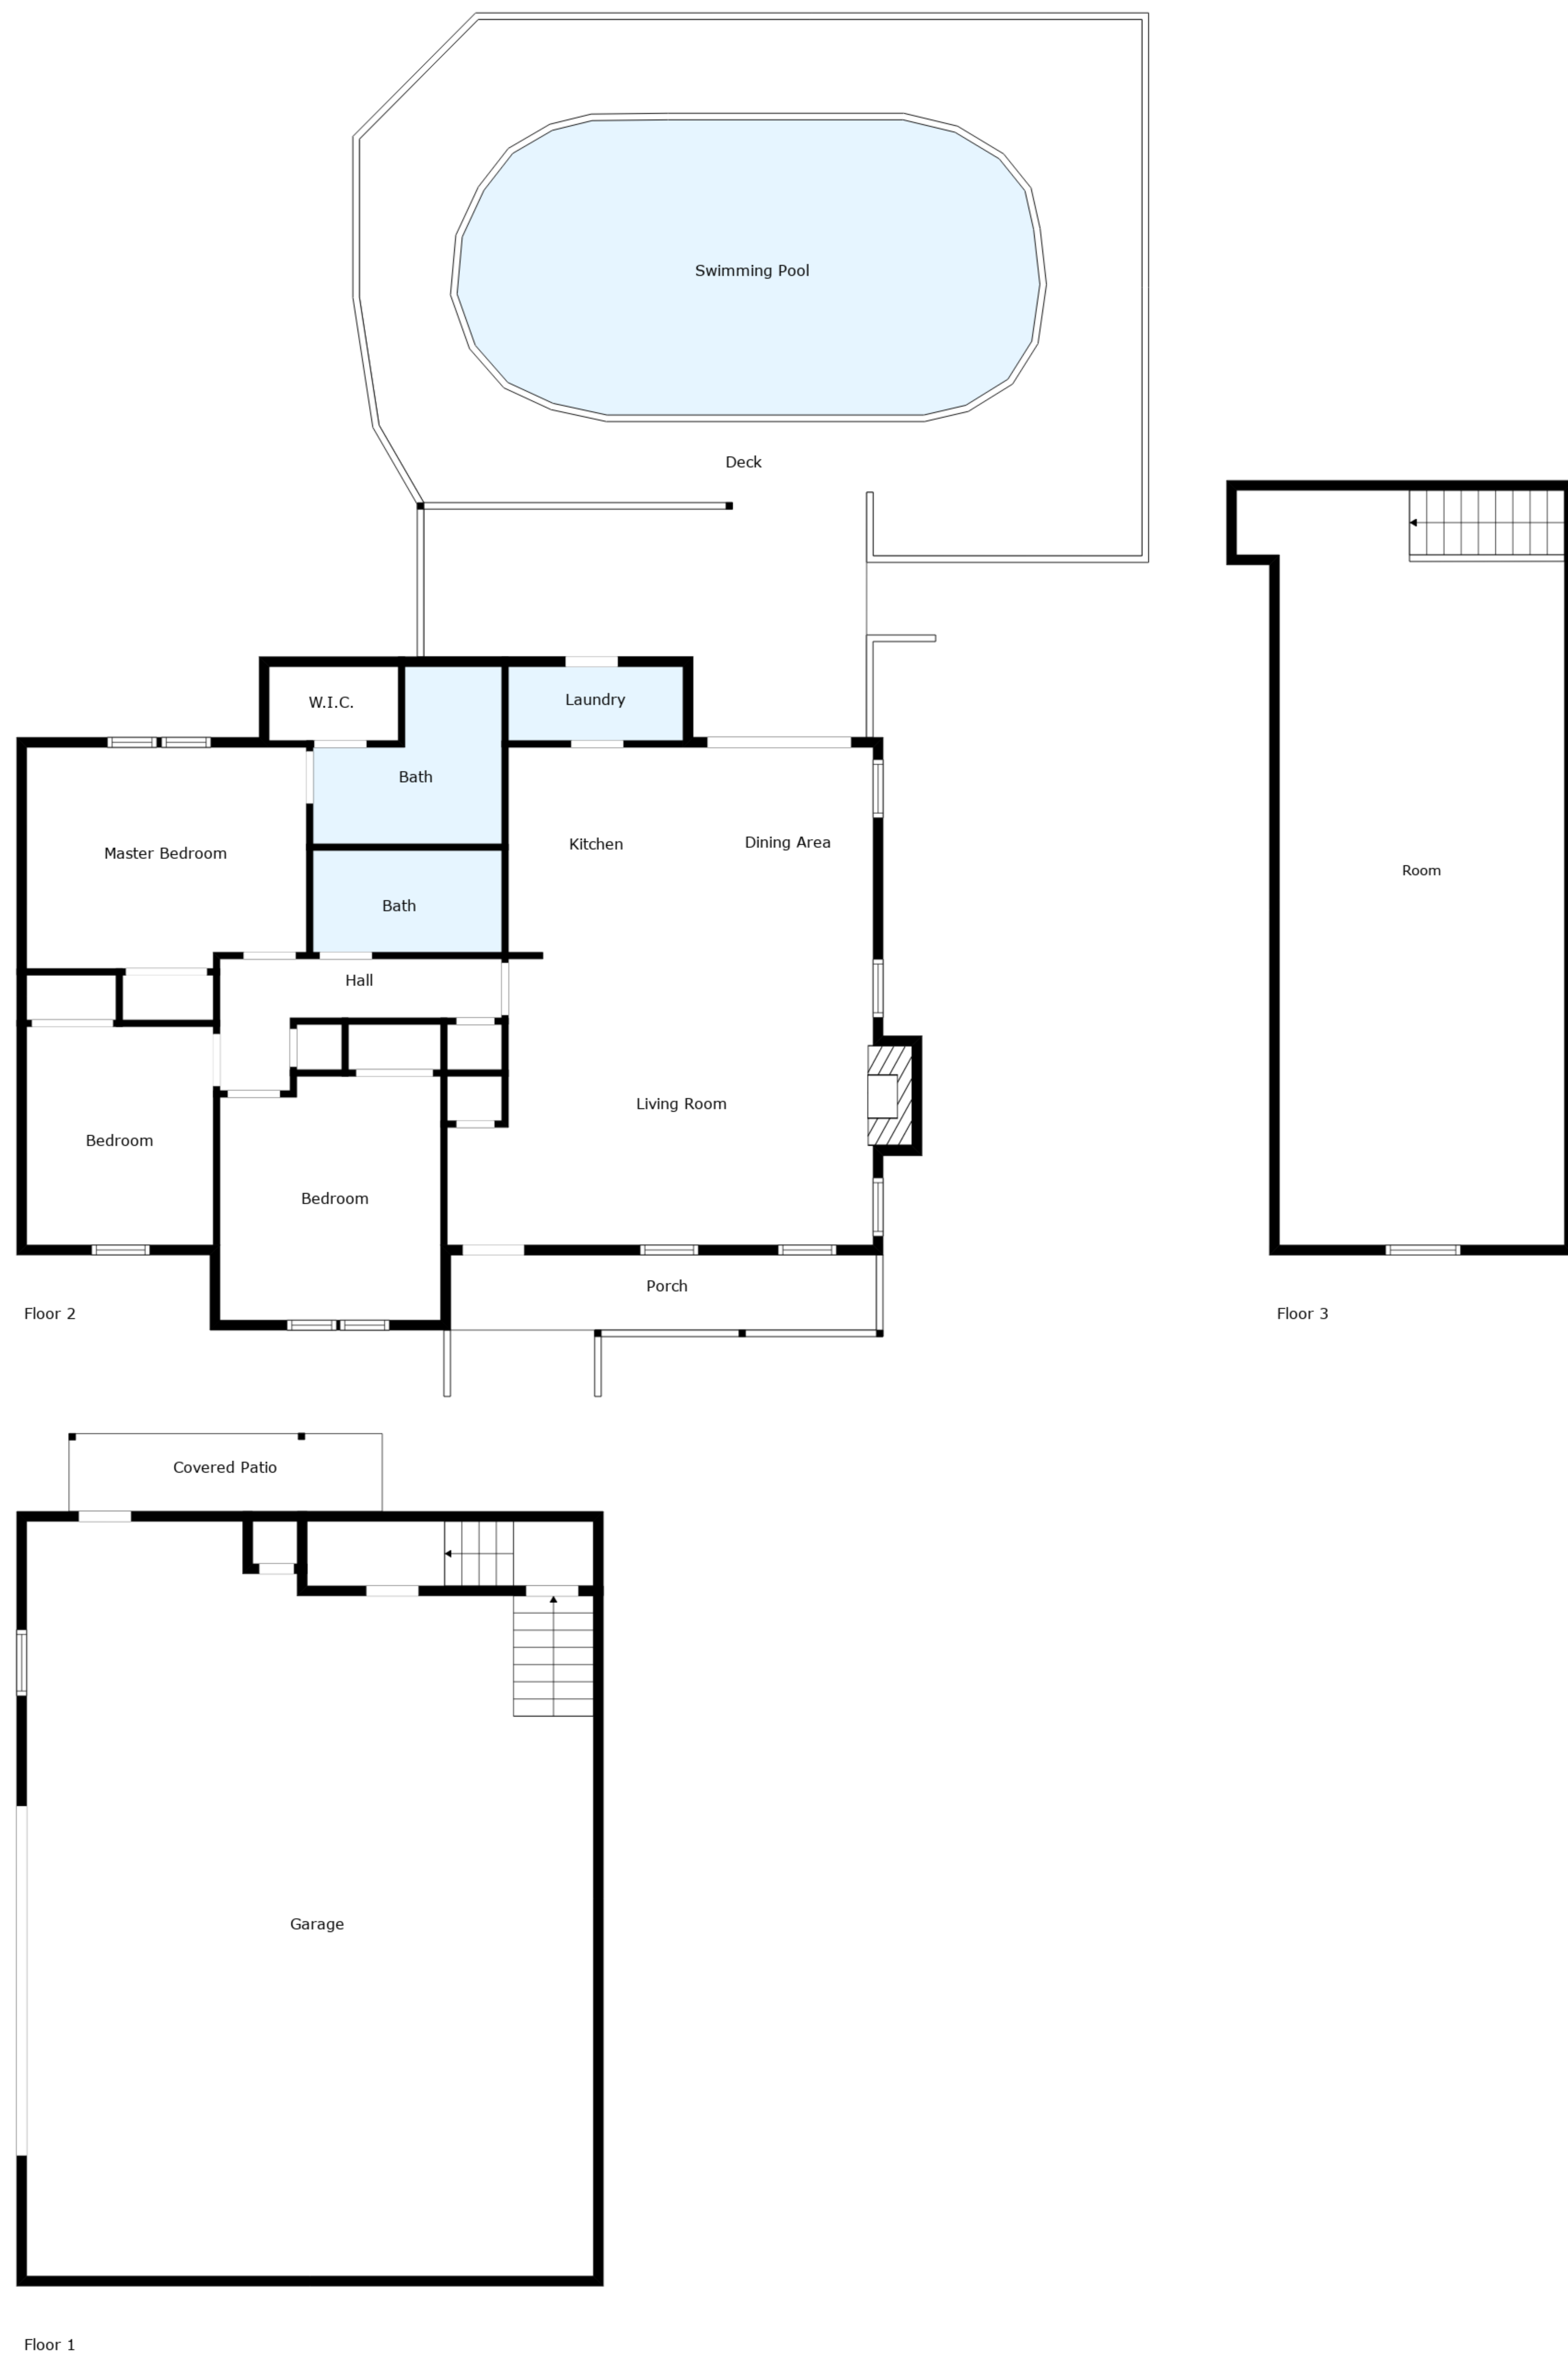 Swimming Pool
Deck
W.I.C.
Laundry
Bath
Master Bedroom
Kitchen
Dining Area
Bath
Hall
Living Room
Bedroom
Bedroom
Porch
Floor 2
Room
Floor 3
Covered Patio
Garage
Floor 1